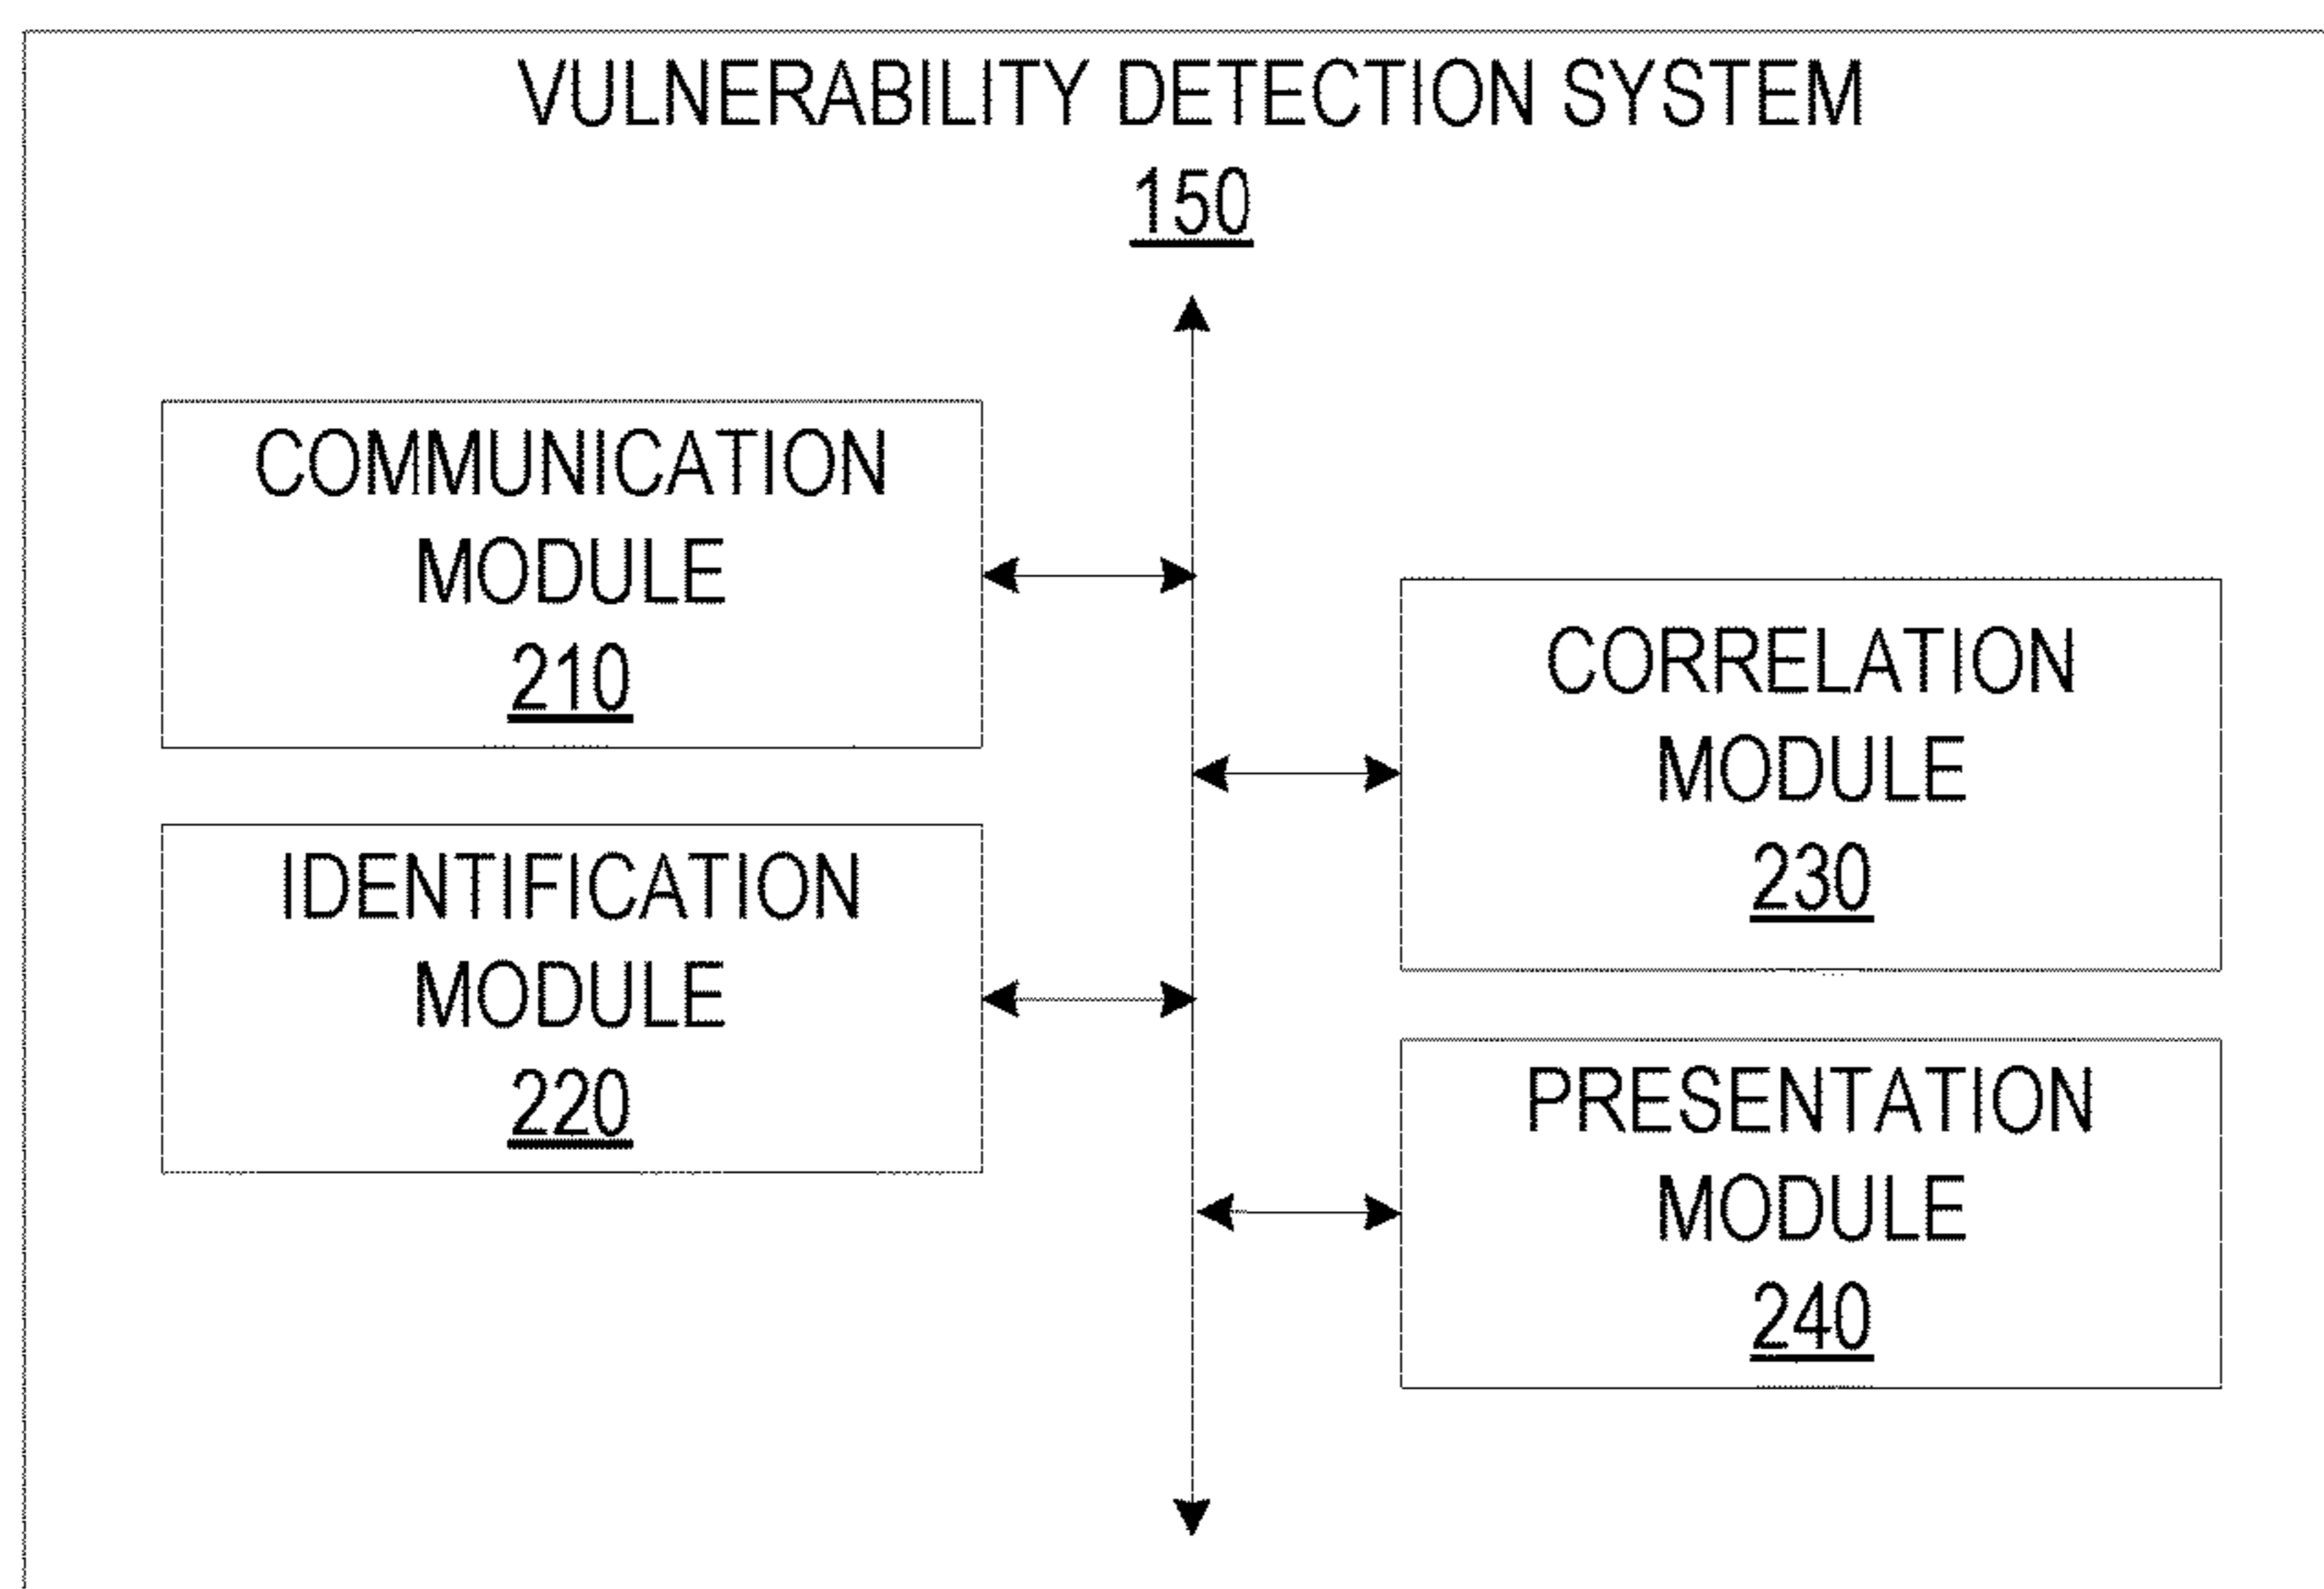 VULNERABILITY DETECTION SYSTEM
150
COMMUNICATION
MODULE
210
IDENTIFICATION
MODULE
220
CORRELATION
MODULE
230
PRESENTATION
MODULE
240